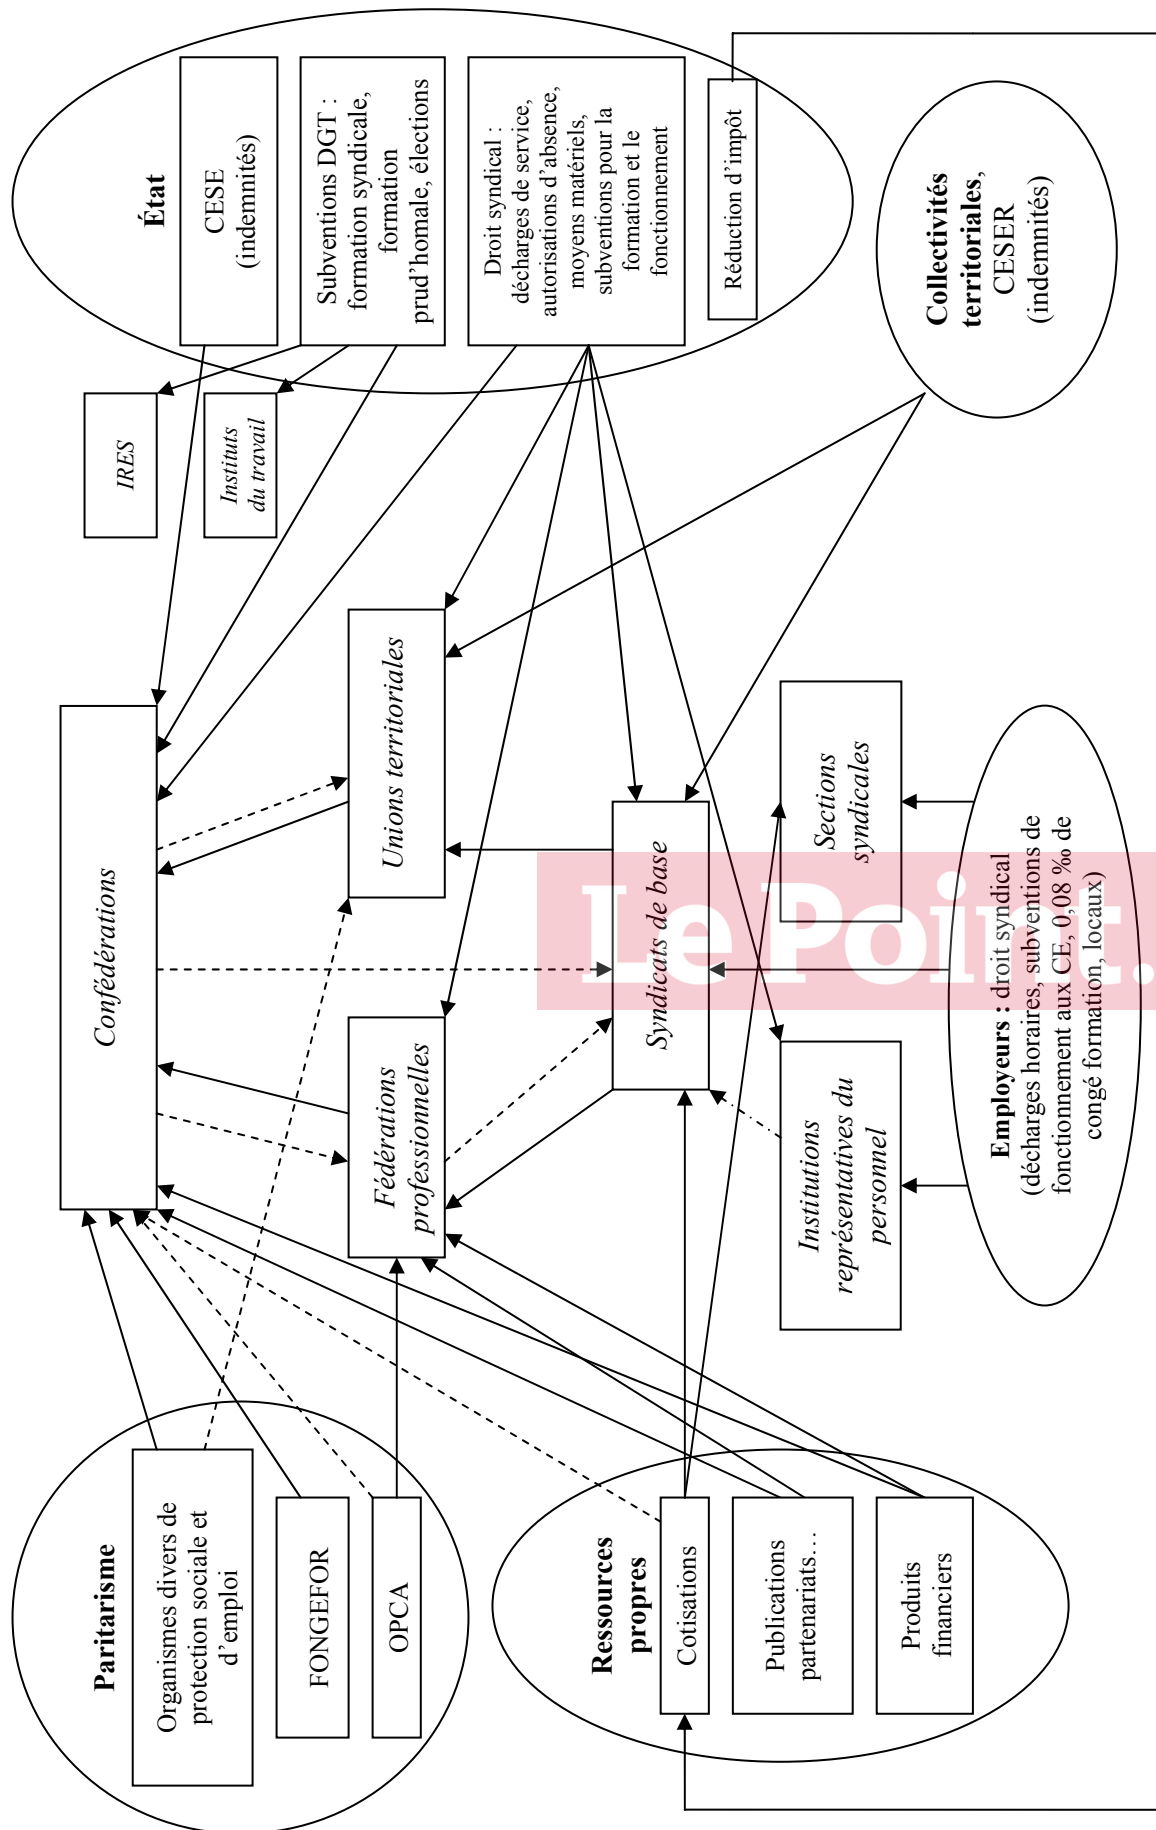 Paritarisme
Organismes divers de
protection sociale et
d'emploi
FONGEFOR
OPCA
Ressources
propres
Cotisations
Publications
partenariats…
Produits
financiers
Confédérations
Fédérations
professionnelles
Unions territoriales
Syndicats de base
Institutions
représentatives du
personnel
Sections
syndicales
Employeurs : droit syndical
(décharges horaires, subventions de
fonctionnement aux CE, 0,08 ‰ de
congé formation, locaux)
IRES
Instituts
du travail
État
CESE
(indemnités)
Subventions DGT :
formation syndicale,
formation
prud'homale, élections
Droit syndical :
décharges de service,
autorisations d'absence,
moyens matériels,
subventions pour la
formation et le
fonctionnement
Réduction d'impôt
Collectivités
territoriales,
CESER
(indemnités)
Le Point.